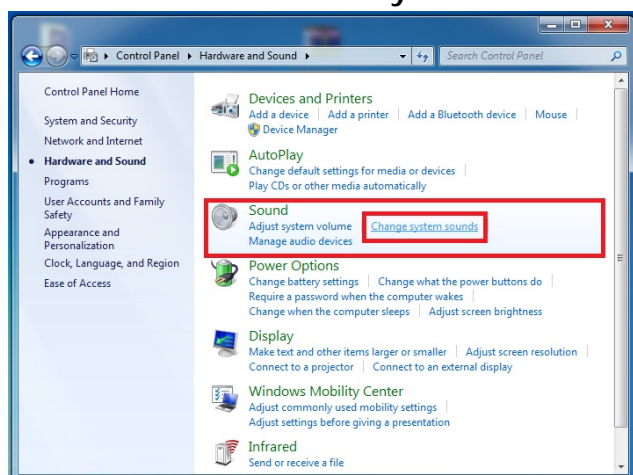 Control Panel Hardware and Sound
Search Control Panel
Control Panel Home
System and Security
Network and Internet
Hardware and Sound
Programs
User Accounts and Family
Safety
Appearance and
Personalization
Clock, Language, and Region
Ease of Access
Devices and Printers
Add a device Add a printer Add a Bluetooth device Mouse
Device Manager
AutoPlay
Change default settings for media or devices
Play CDs or other media automatically
Sound
Adjust system volume Change system sounds
Manage audio devices
Power Options
Change battery settings Change what the power buttons do
Require a password when the computer wakes
Change when the computer sleeps Adjust screen brightness
Display
Make text and other items larger or smaller Adjust screen resolution
Connect to a projector Connect to an external display
Windows Mobility Center
Adjust commonly used mobility settings
Adjust settings before giving a presentation
Infrared
Send or receive a file